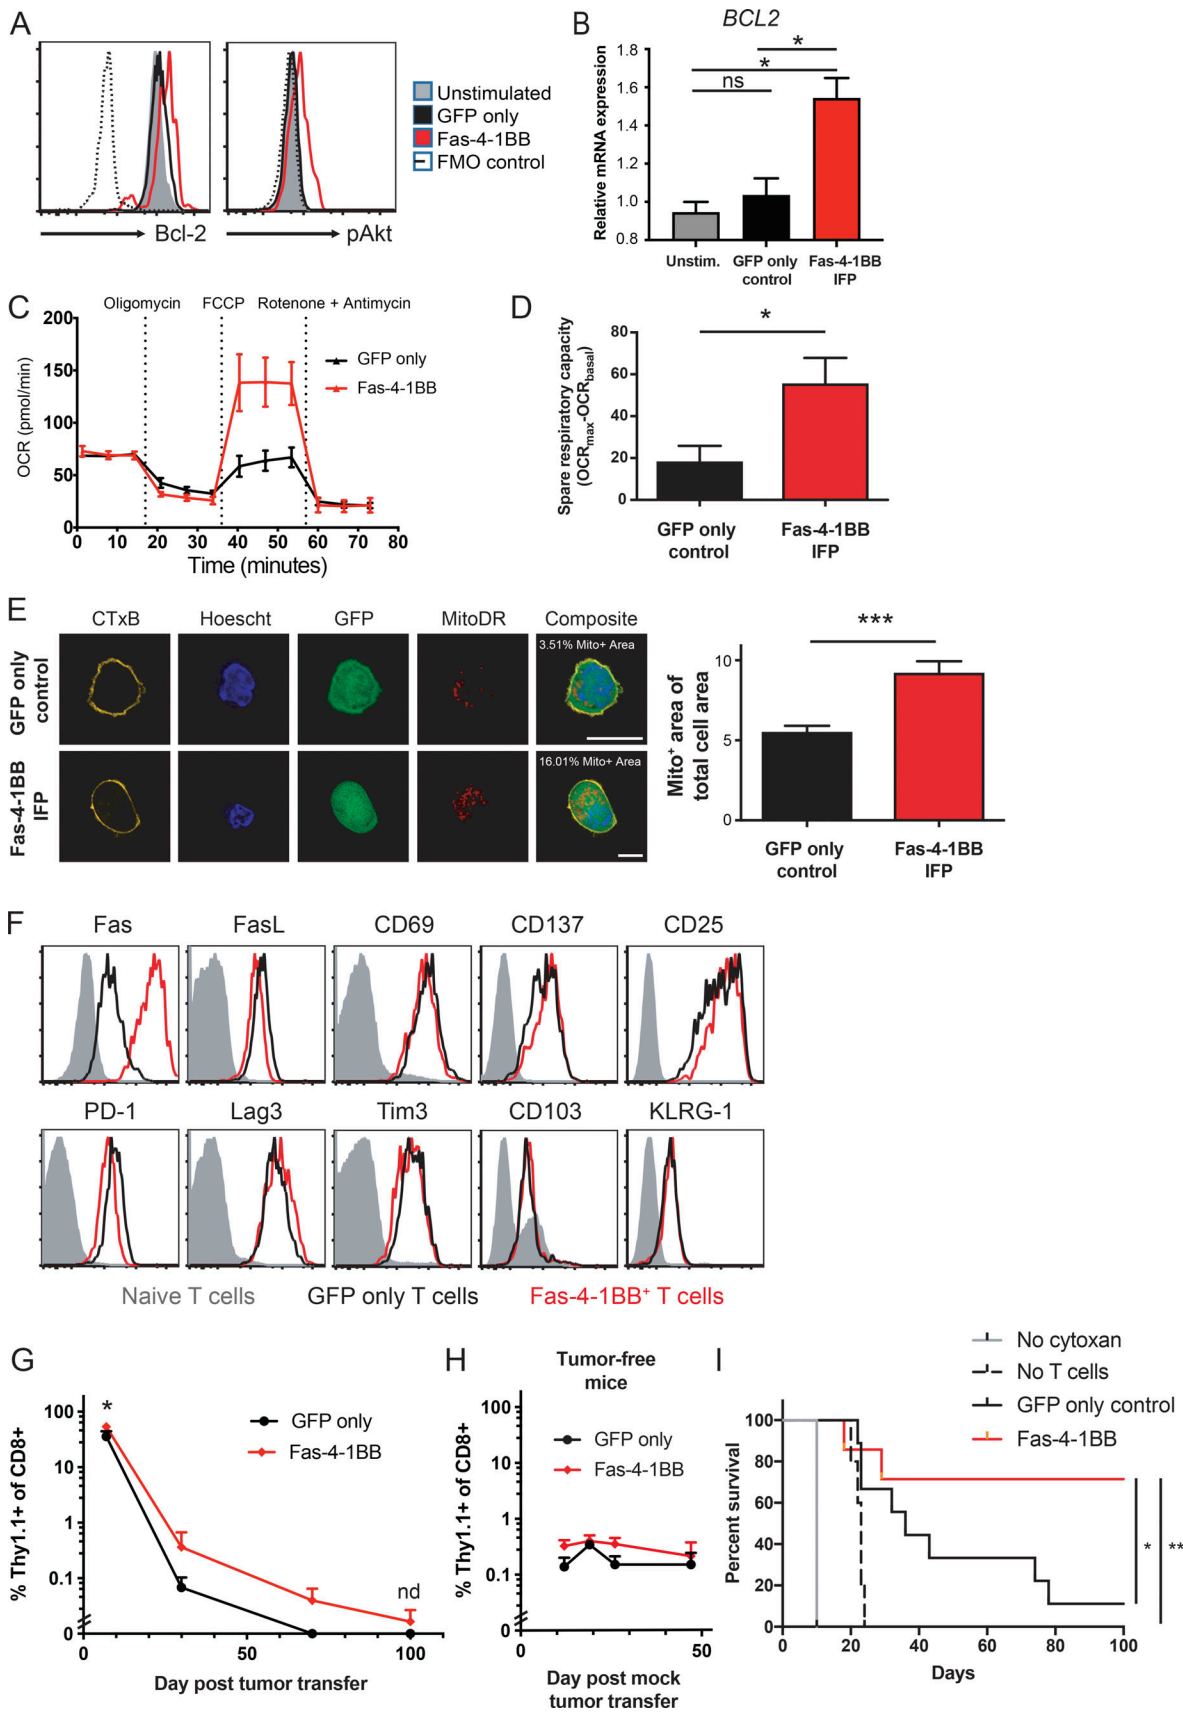 A
Unstimulated
GFP only
Fas-4-1BB
FMO control
Bcl-2
pAkt
B
BCL2
Relative mRNA expression
1.8
1.6
1.4
1.2
1.0
0.8
*
*
ns
Unstim.
GFP only control
Fas-4-1BB IFP
C
Oligomycin
FCCP
Rotenone + Antimycin
OCR (pmol/min)
200
150
100
50
0
GFP only
Fas-4-1BB
0 10 20 30 40 50 60 70 80
Time (minutes)
D
Spare respiratory capacity
(OCRmax-OCRbasal)
80
60
40
20
0
*
GFP only control
Fas-4-1BB IFP
E
CTxB
Hoescht
GFP
MitoDR
Composite
GFP only control
3.51% Mito+ Area
Fas-4-1BB IFP
16.01% Mito+ Area
Mito+ area of total cell area
10
5
0
***
GFP only control
Fas-4-1BB IFP
F
Fas
FasL
CD69
CD137
CD25
PD-1
Lag3
Tim3
CD103
KLRG-1
Naive T cells
GFP only T cells
Fas-4-1BB+ T cells
G
% Thy1.1+ of CD8+
100
10
1
0.1
0
*
nd
GFP only
Fas-4-1BB
0 50 100
Day post tumor transfer
H
Tumor-free
mice
% Thy1.1+ of CD8+
100
10
1
0.1
0
GFP only
Fas-4-1BB
0 50
Day post mock
tumor transfer
I
No cytoxan
No T cells
GFP only control
Fas-4-1BB
Percent survival
100
80
60
40
20
0
*
**
0 20 40 60 80 100
Days